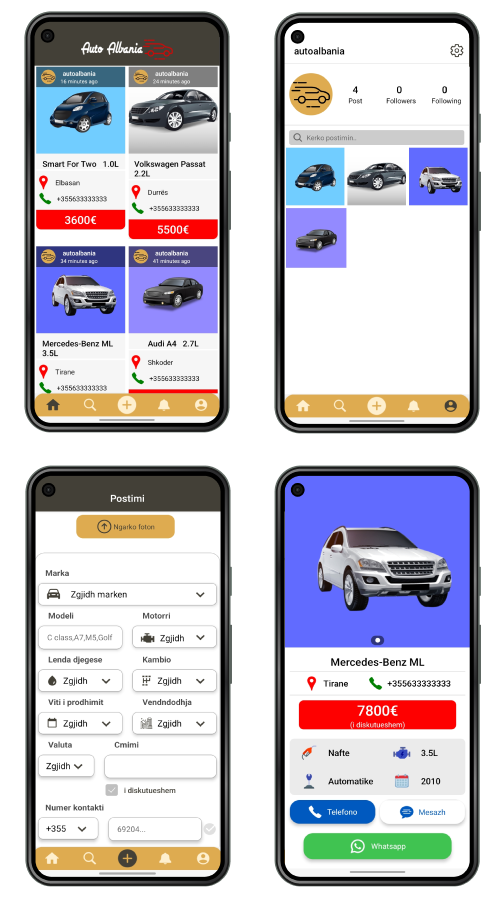 Auto Albania
autoalbania
16 minutes ago
autoalbania
24 minutes ago
Smart For Two 1.0L
Elbasan
+355633333333
3600€
Volkswagen Passat
2.2L
Durrës
+355633333333
5500€
autoalbania
34 minutes ago
autoalbania
41 minutes ago
Mercedes-Benz ML
3.5L
Tirane
+355633333333
Audi A4 2.7L
Shkoder
+355633333333
autoalbania
4
Post
0
Followers
0
Following
Kerko postimin..
Postimi
Ngarko foton
Marka
Zgjidh marken
Modeli
Motorri
C class,A7,M5,Golf
Zgjidh
Lenda djegese
Kambio
Zgjidh
Zgjidh
Viti i prodhimit
Vendndodhja
Zgjidh
Zgjidh
Valuta
Cmimi
Zgjidh
i diskutueshem
Numer kontakti
+355
69204...
Mercedes-Benz ML
Tirane
+355633333333
7800€
(i diskutueshem)
Nafte
3.5L
Automatike
2010
Telefono
Mesazh
Whatsapp